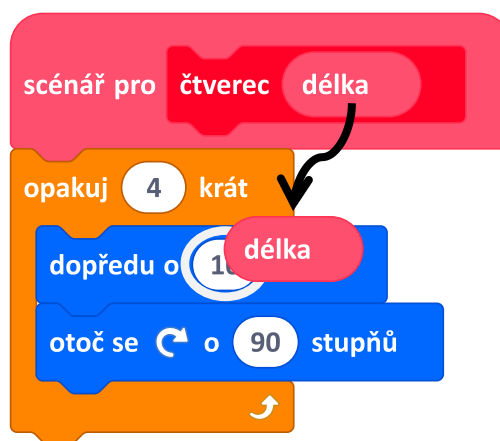 scénář pro čtverec délka
opakuj 4 krát
dopředu o délka
otoč se o 90 stupňů